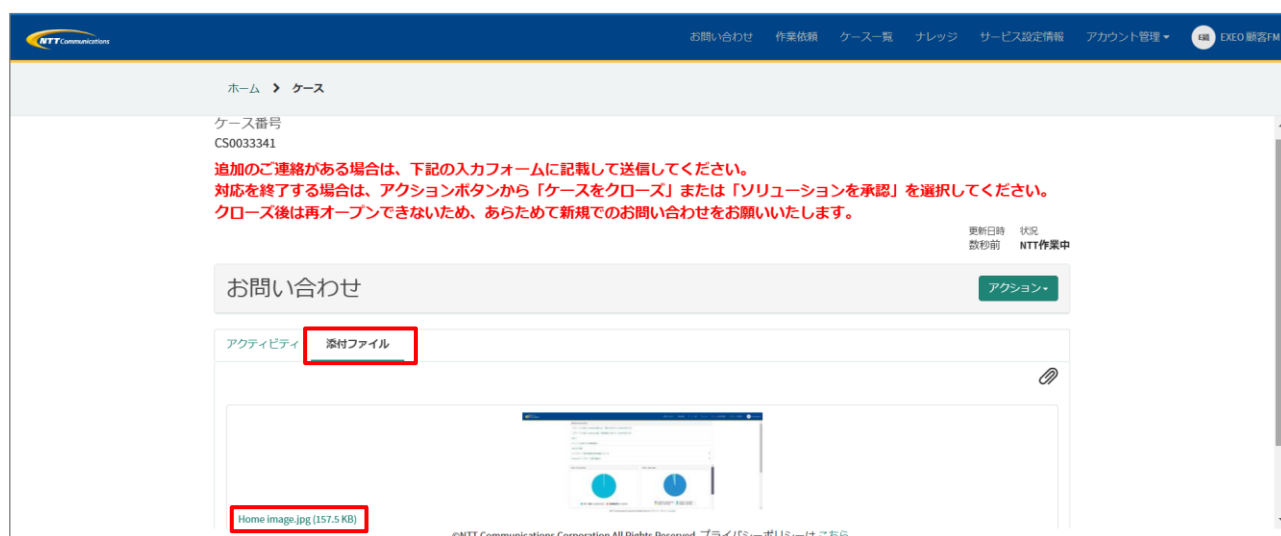 NTT Communications
お問い合わせ 作業依頼 ケース一覧 ナレッジ サービス設定情報 アカウント管理 EXEO 顧客FM
ホーム > ケース
ケース番号
CS0033341
追加のご連絡がある場合は、下記の入力フォームに記載して送信してください。
対応を終了する場合は、アクションボタンから「ケースをクローズ」または「ソリューションを承認」を選択してください。
クローズ後は再オープンできないため、あらためて新規でのお問い合わせをお願いいたします。
更新日時 状況
数秒前 NTT作業中
お問い合わせ
アクション
アクティビティ 添付ファイル
Home image.jpg (157.5 KB)
©NTT Communications Corporation All Rights Reserved. プライバシーポリシーは こちら